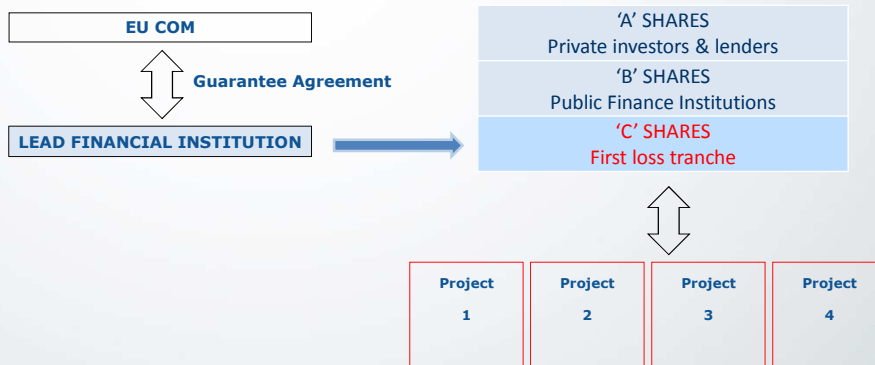 EU COM
Guarantee Agreement
LEAD FINANCIAL INSTITUTION
‘A’ SHARES
Private investors & lenders
‘B’ SHARES
Public Finance Institutions
‘C’ SHARES
First loss tranche
Project
1
Project
2
Project
3
Project
4